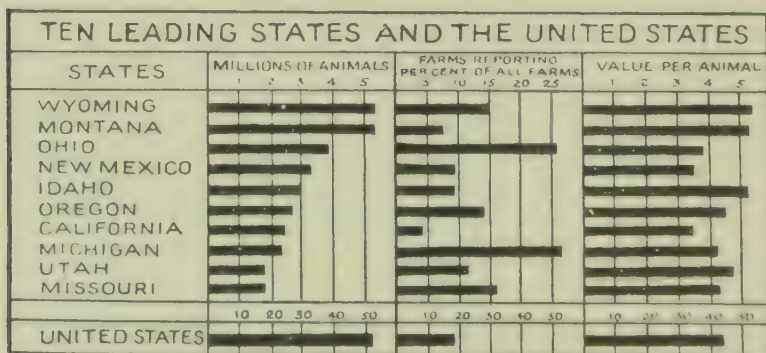 TEN LEADING STATES AND THE UNITED STATES
STATES
MILLIONS OF ANIMALS
1 2 3 4 5
FARMS REPORTING
PERCENT OF ALL FARMS
5 10 15 20 25
VALUE PER ANIMAL
1 2 3 4 5
WYOMING
MONTANA
OHIO
NEW MEXICO
IDAHO
OREGON
CALIFORNIA
MICHIGAN
UTAH
MISSOURI
10 20 30 40 50
10 20 30 40 50
10 20 30 40 50
UNITED STATES